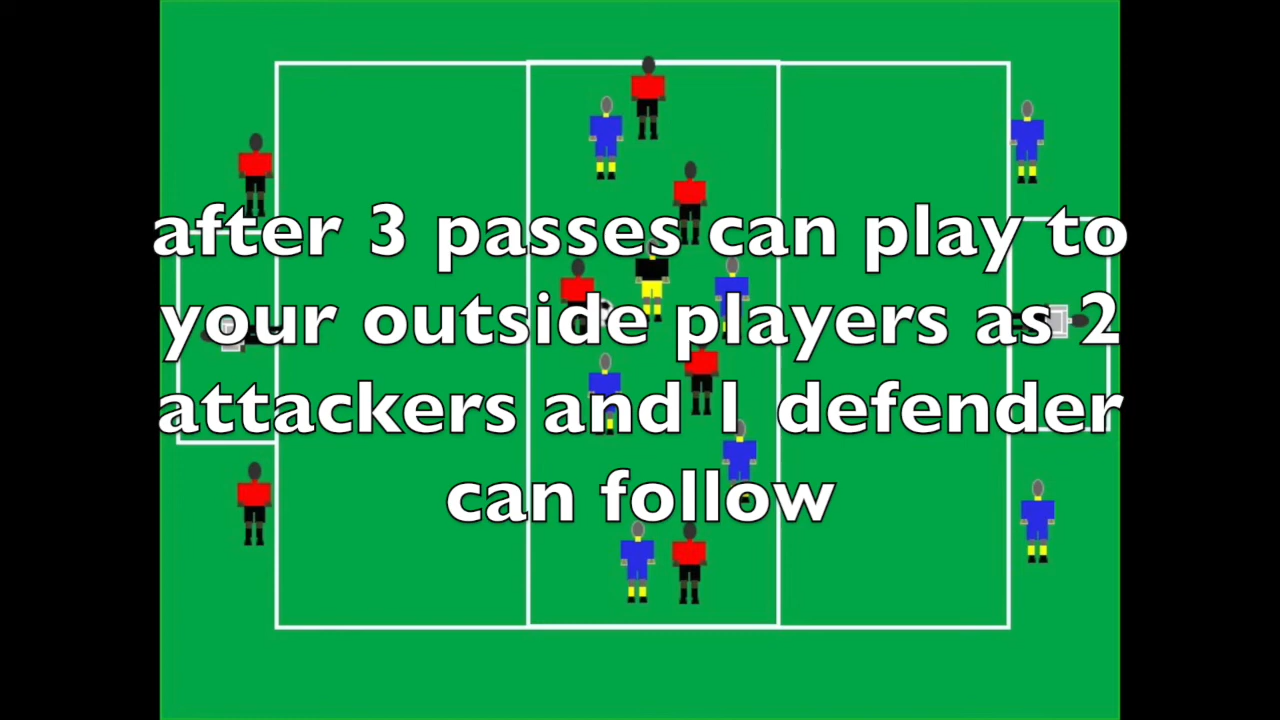 after 3 passes can play to
your outside players as 2
attackers and 1 defender
can follow